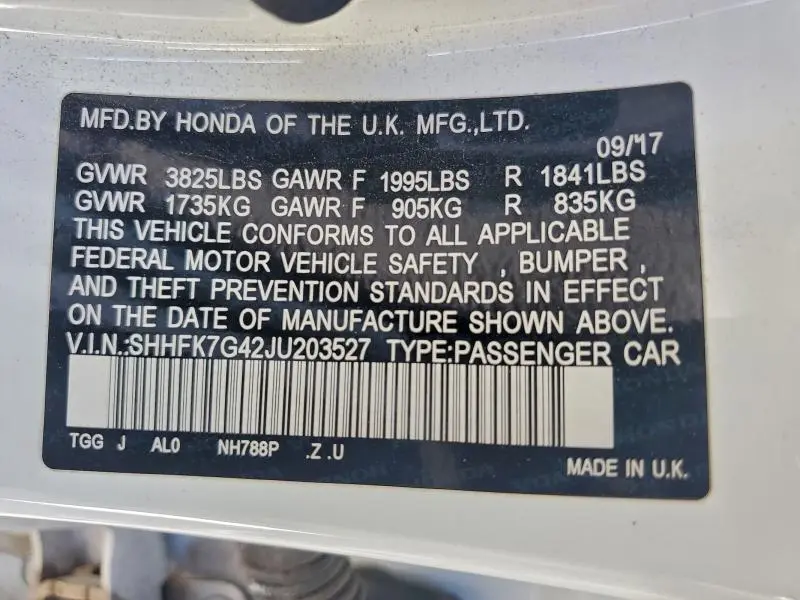 MFD.BY HONDA OF THE U.K. MFG.,LTD.
09/17
GVWR 3825LBS GAWR F 1995LBS R 1841LBS
GVWR 1735KG GAWR F 905KG R 835KG
THIS VEHICLE CONFORMS TO ALL APPLICABLE
FEDERAL MOTOR VEHICLE SAFETY , BUMPER ,
AND THEFT PREVENTION STANDARDS IN EFFECT
ON THE DATE OF MANUFACTURE SHOWN ABOVE.
V.I.N.:SHHFK7G42JU203527 TYPE:PASSENGER CAR
TGG J AL0 NH788P .Z .U
MADE IN U.K.